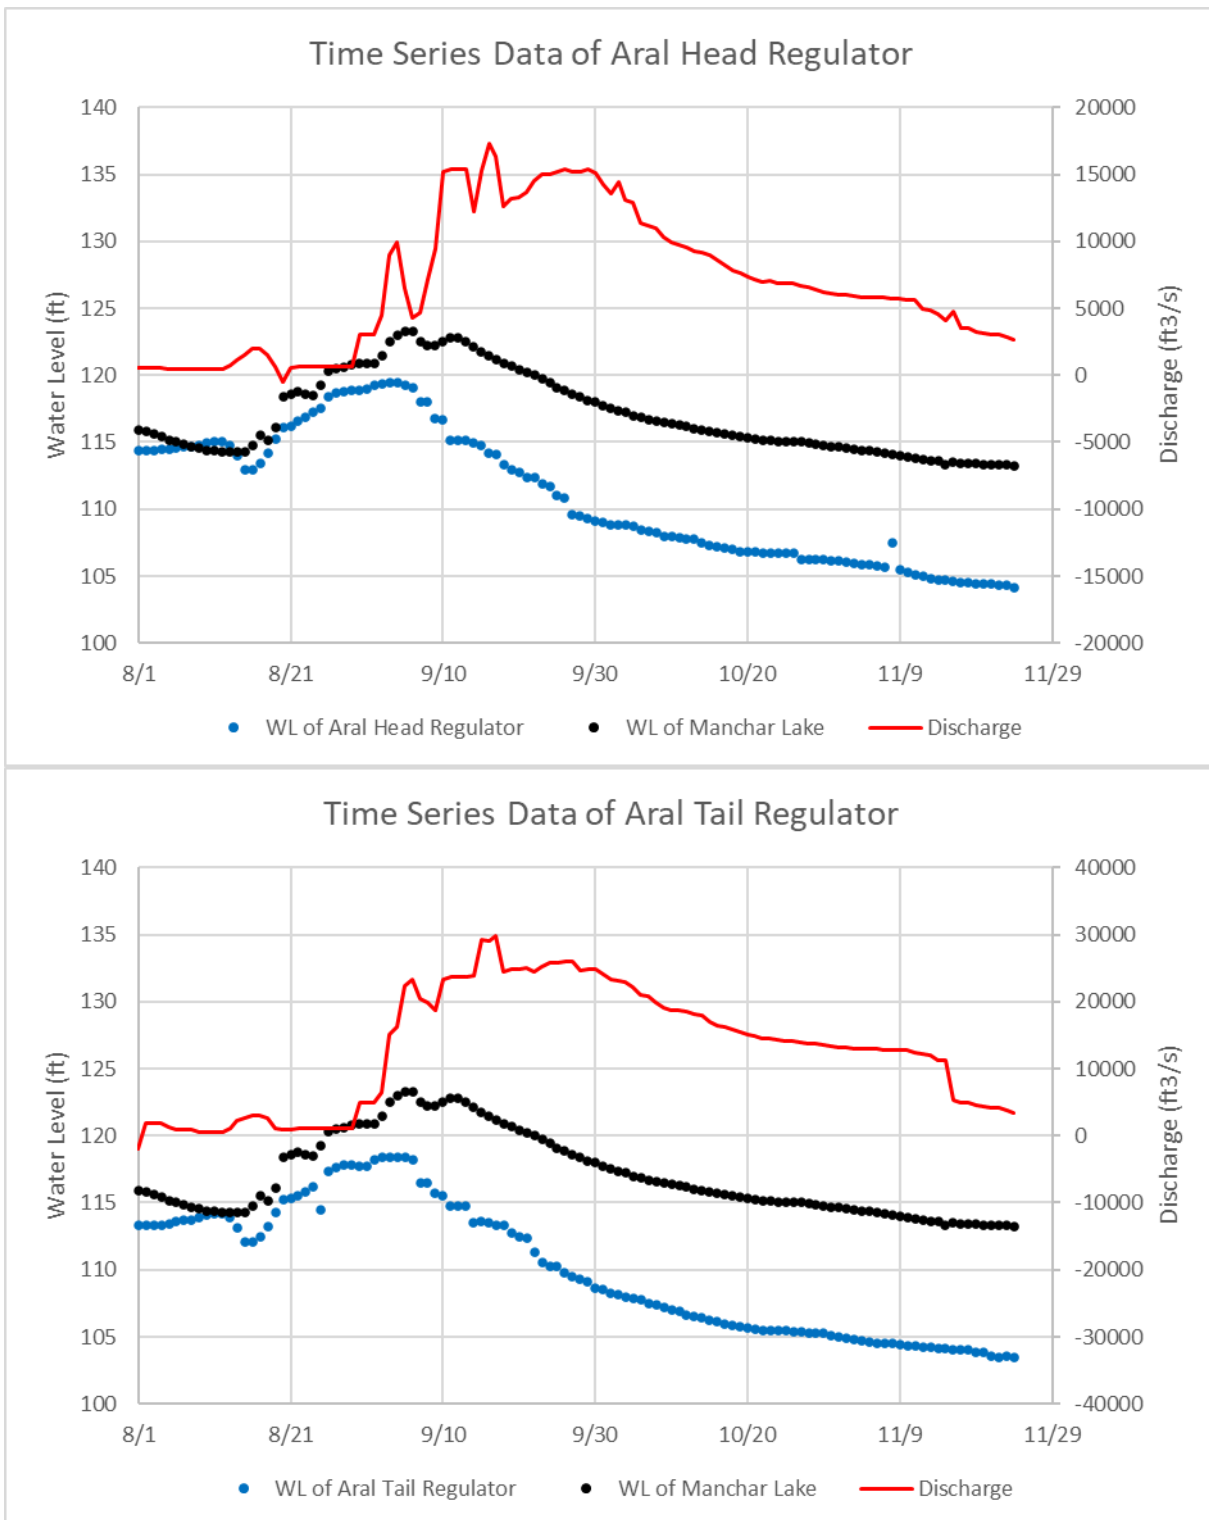 Time Series Data of Aral Head Regulator
140 20000
135 15000
130 10000
125 5000
120 0
115 -5000
110 -10000
105 -15000
100 -20000
Water Level (ft)
Discharge (ft3/s)
8/1 8/21 9/10 9/30 10/20 11/9 11/29
WL of Aral Head Regulator WL of Manchar Lake Discharge
Time Series Data of Aral Tail Regulator
140 40000
135 30000
130 20000
125 10000
120 0
115 -10000
110 -20000
105 -30000
100 -40000
Water Level (ft)
Discharge (ft3/s)
8/1 8/21 9/10 9/30 10/20 11/9 11/29
WL of Aral Tail Regulator WL of Manchar Lake Discharge